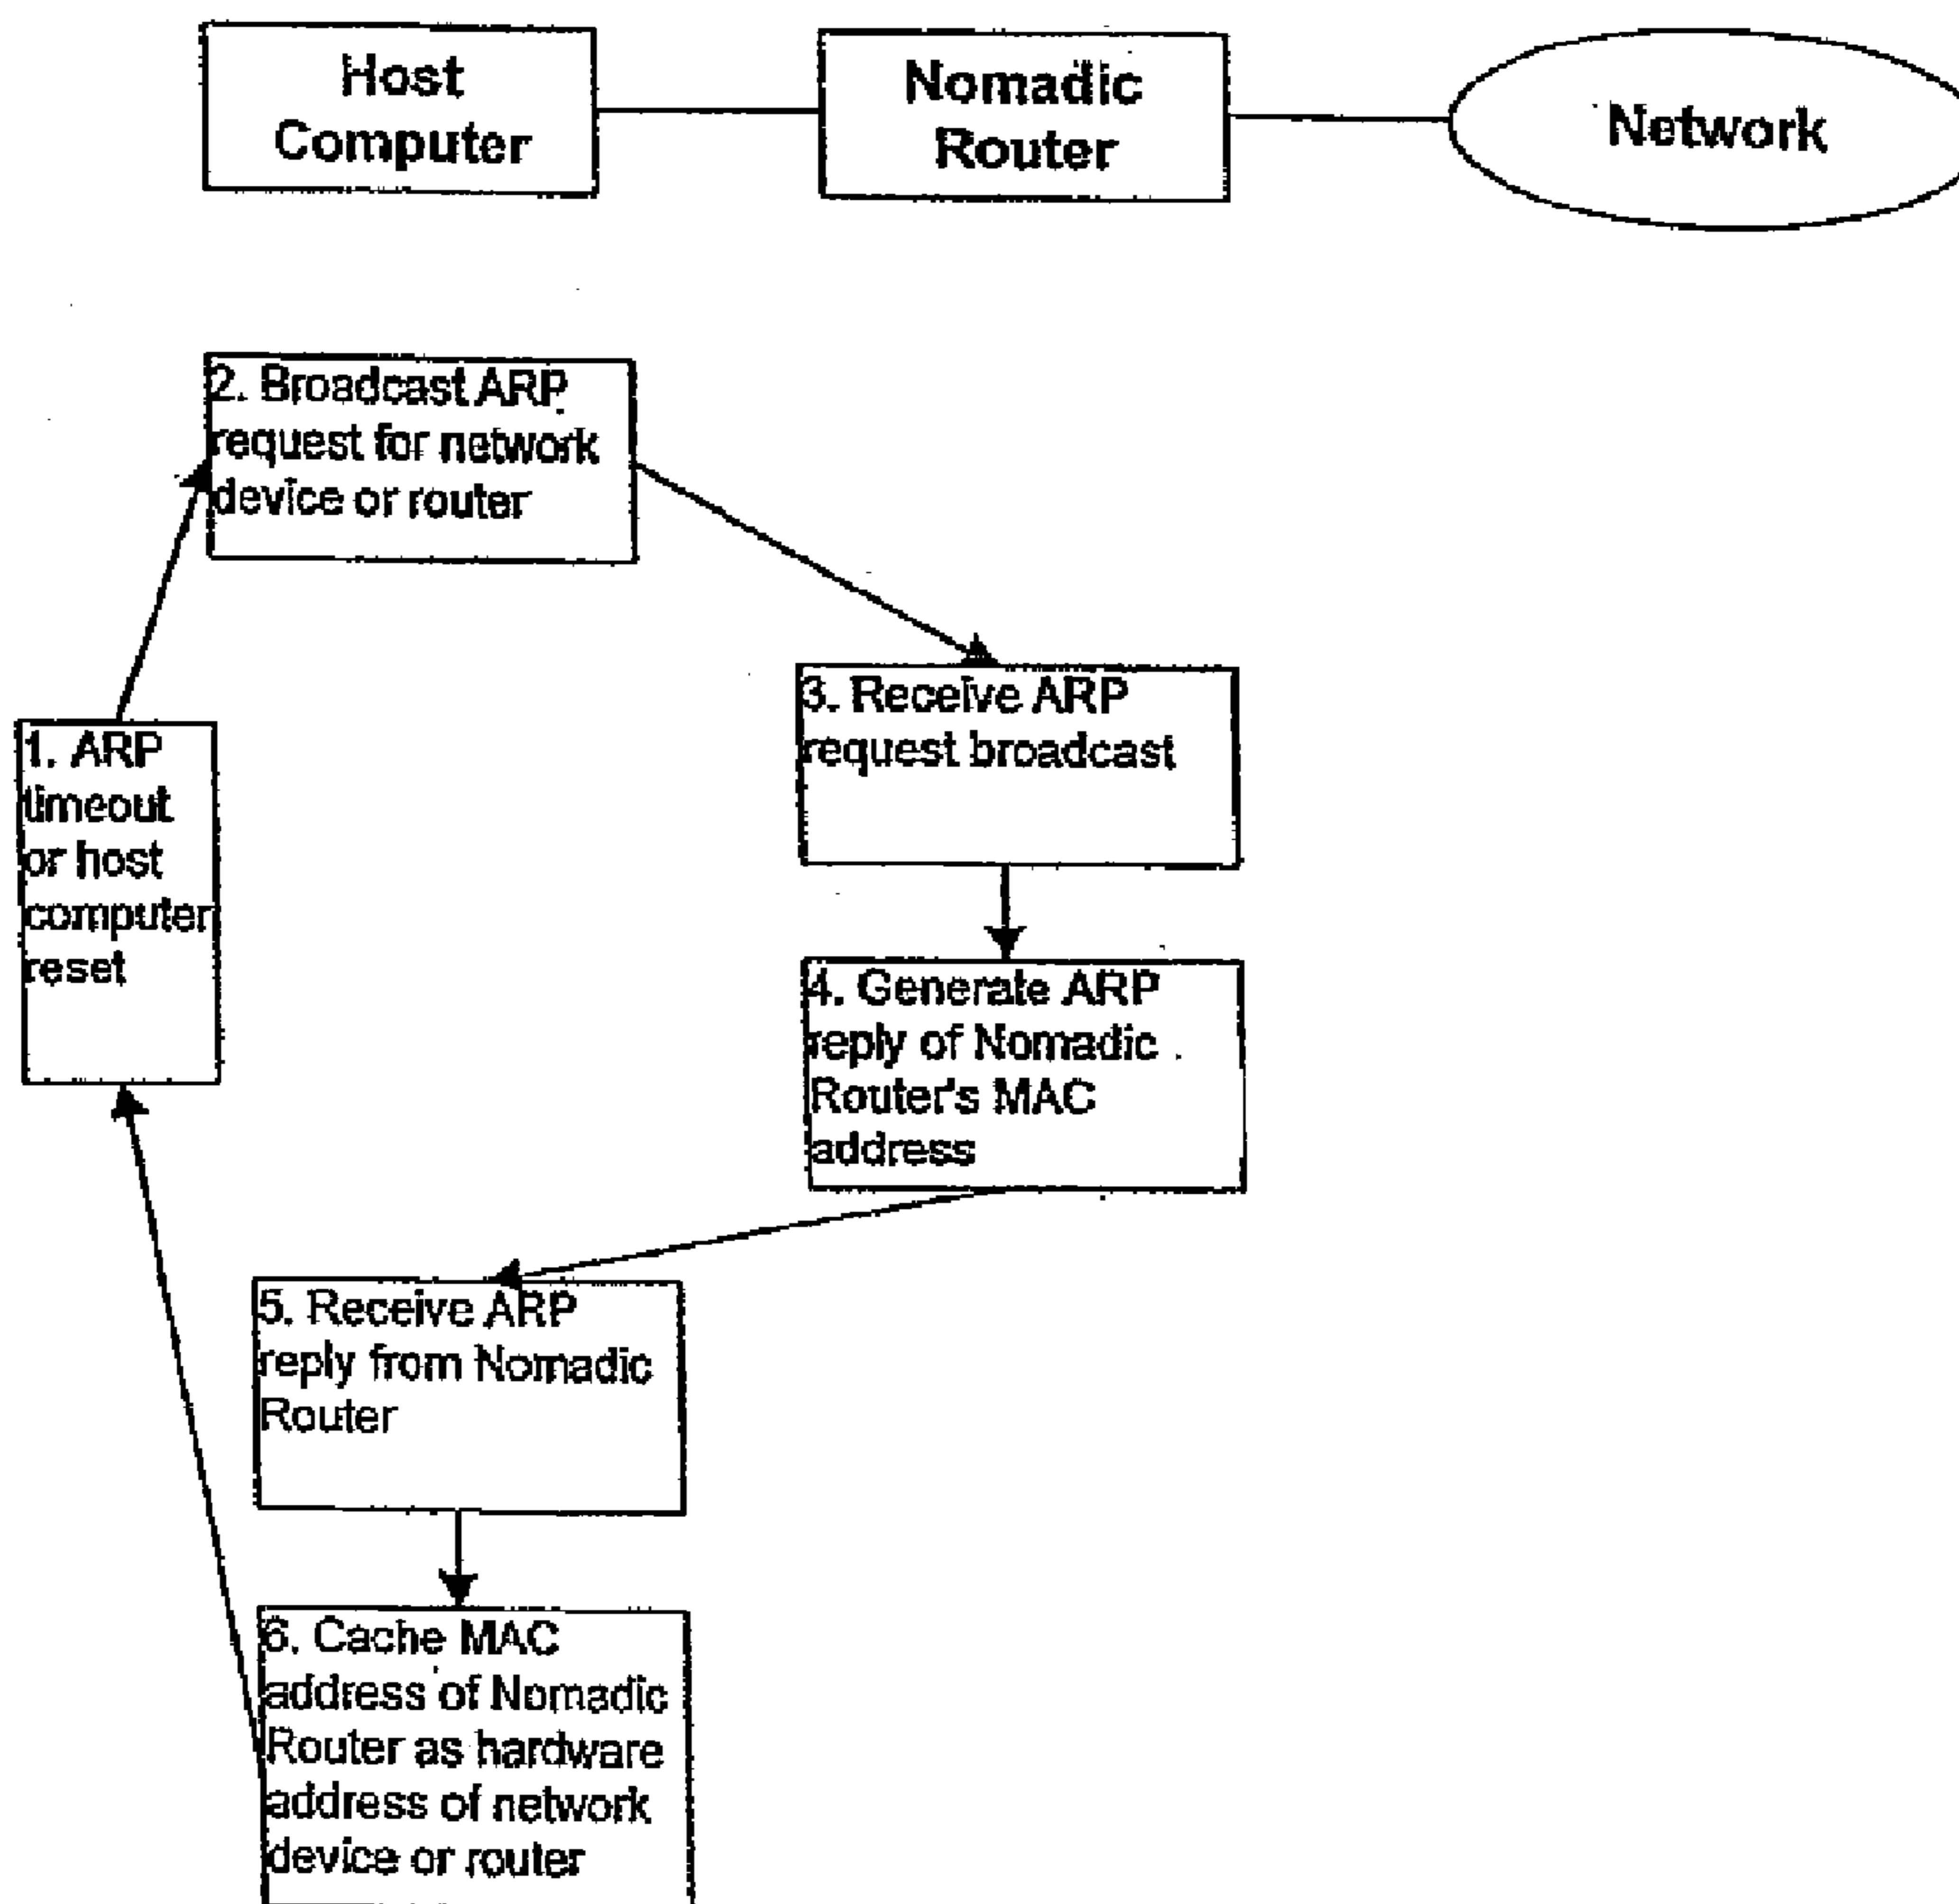 Host
Computer
Nomadic
Router
Network
2. Broadcast ARP
request for network
device or router
3. Receive ARP
request broadcast
1. ARP
timeout
or host
computer
reset
4. Generate ARP
reply of Nomadic
Router's MAC
address
5. Receive ARP
reply from Nomadic
Router
6. Cache MAC
address of Nomadic
Router as hardware
address of network
device or router